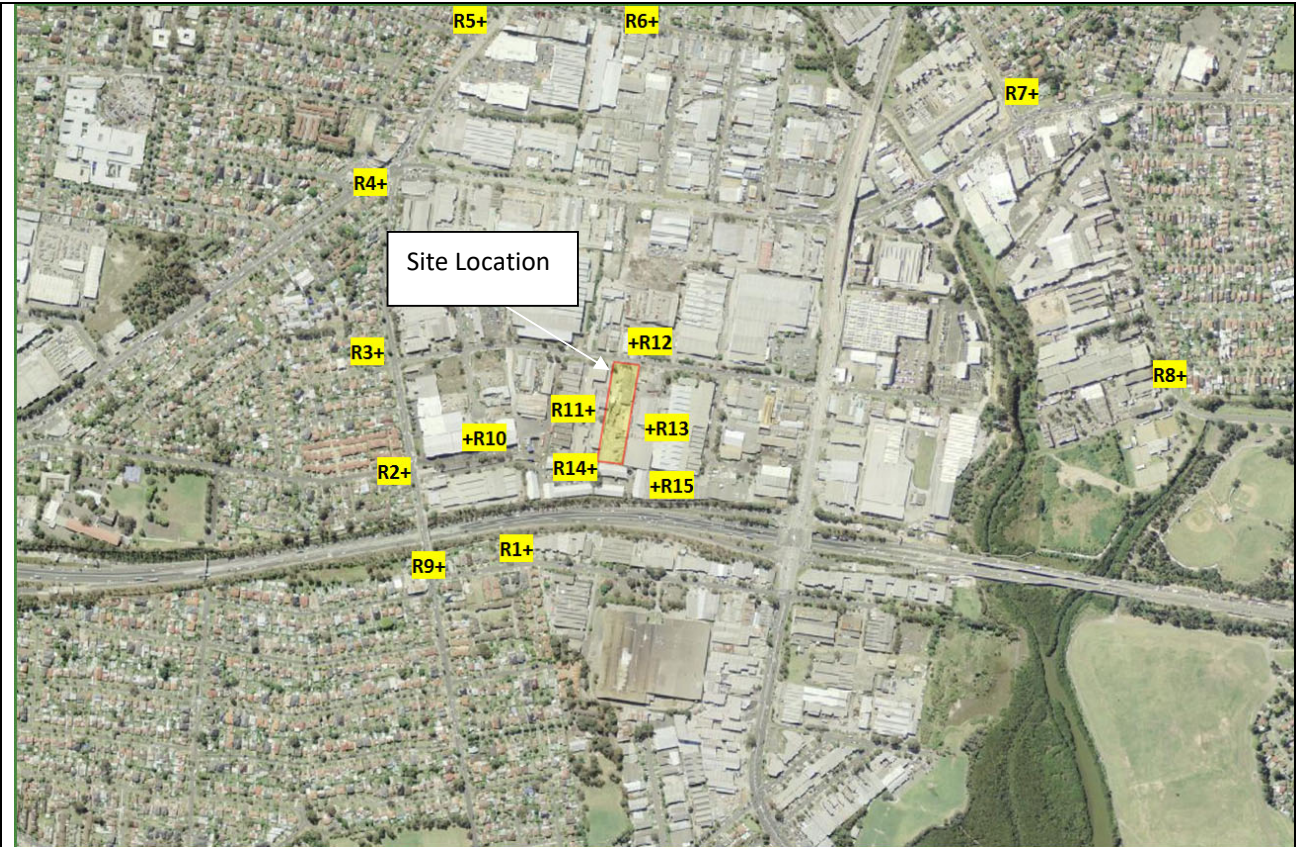 R5+
R6+
R7+
R4+
Site Location
+R12
R3+
R8+
R11+
+R13
+R10
R14+
R2+
+R15
R1+
R9+